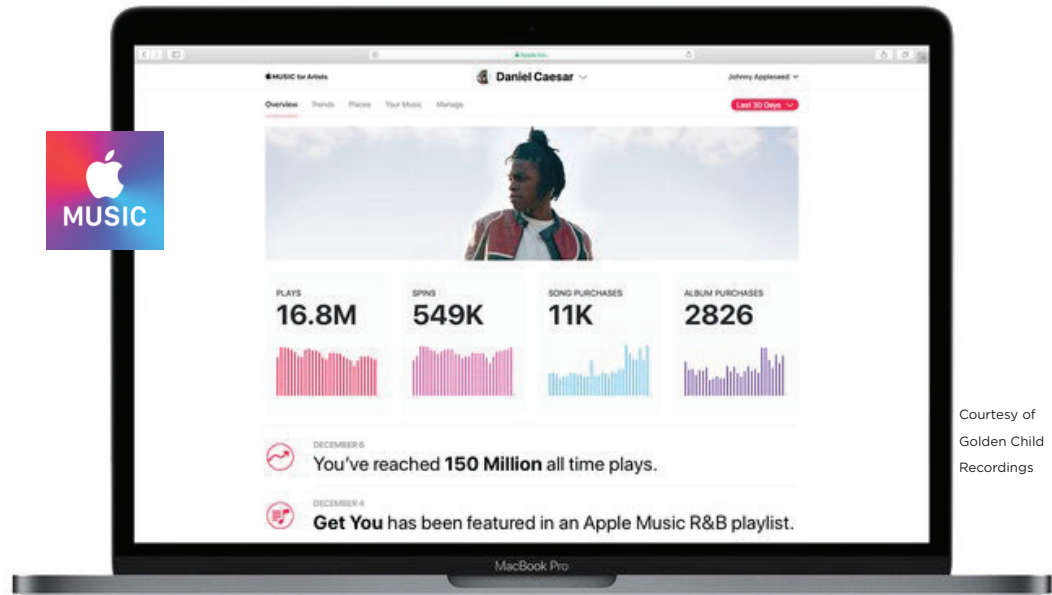 Apple Mu...
MUSIC for Artists
Daniel Caesar
Johnny Appleseed
Overview Trends Places Your Music Manage
Last 30 Days
MUSIC
PLAYS
16.8M
SPINS
549K
SONG PURCHASES
11K
ALBUM PURCHASES
2826
DECEMBER 6
You've reached 150 Million all time plays.
DECEMBER 4
Get You has been featured in an Apple Music R&B playlist.
Courtesy of
Golden Child
Recordings
MacBook Pro